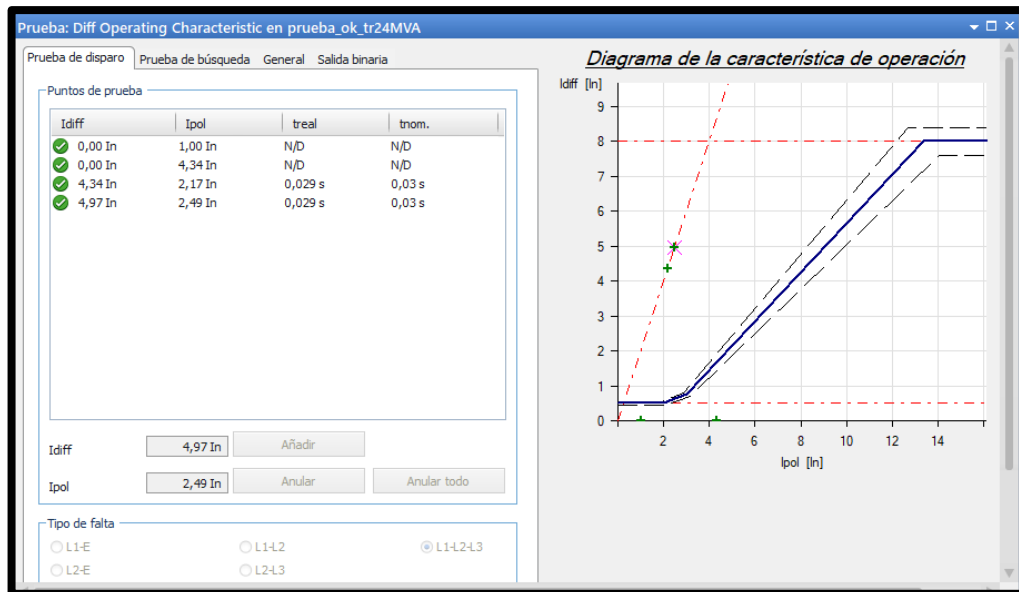 Prueba: Diff Operating Characteristic en prueba_ok_tr24MVA
Prueba de disparo Prueba de búsqueda General Salida binaria
Puntos de prueba
Idiff Ipol treal tnom.
0,00 In 1,00 In N/D N/D
0,00 In 4,34 In N/D N/D
4,34 In 2,17 In 0,029 s 0,03 s
4,97 In 2,49 In 0,029 s 0,03 s
Idiff 4,97 In Añadir
Ipol 2,49 In Anular Anular todo
Tipo de falta
L1-E L1-L2 L1-L2-L3
L2-E L2-L3
Diagrama de la característica de operación
Idiff [In]
9
8
7
6
5
4
3
2
1
0
2 4 6 8 10 12 14
Ipol [In]